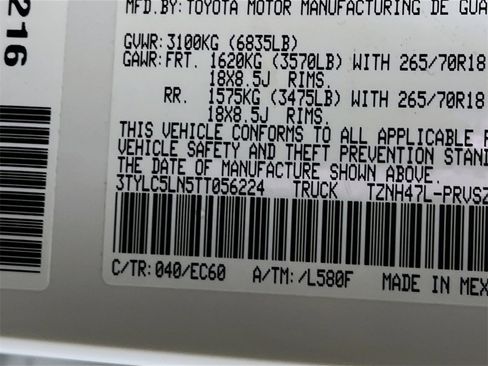 216
MFD.BY:TOYOTA MOTOR MANUFACTURING DE
GVWR:3100KG (6835LB)
GAWR:FRT. 1620KG (3570LB) WITH 265/70R18
18X8.5J RIMS.
RR. 1575KG (3475LB) WITH 265/70R18
18X8.5J RIMS.
THIS VEHICLE CONFORMS TO ALL APPLICABLE
VEHICLE SAFETY AND THEFT PREVENTION
THE DATE OF MANUFACTURE SHOWN ABOVE.
3TYLC5LN5TT056224 TRUCK TZNH47L-PRVSZ
C/TR:040/EC60 A/TM:/L580F MADE IN